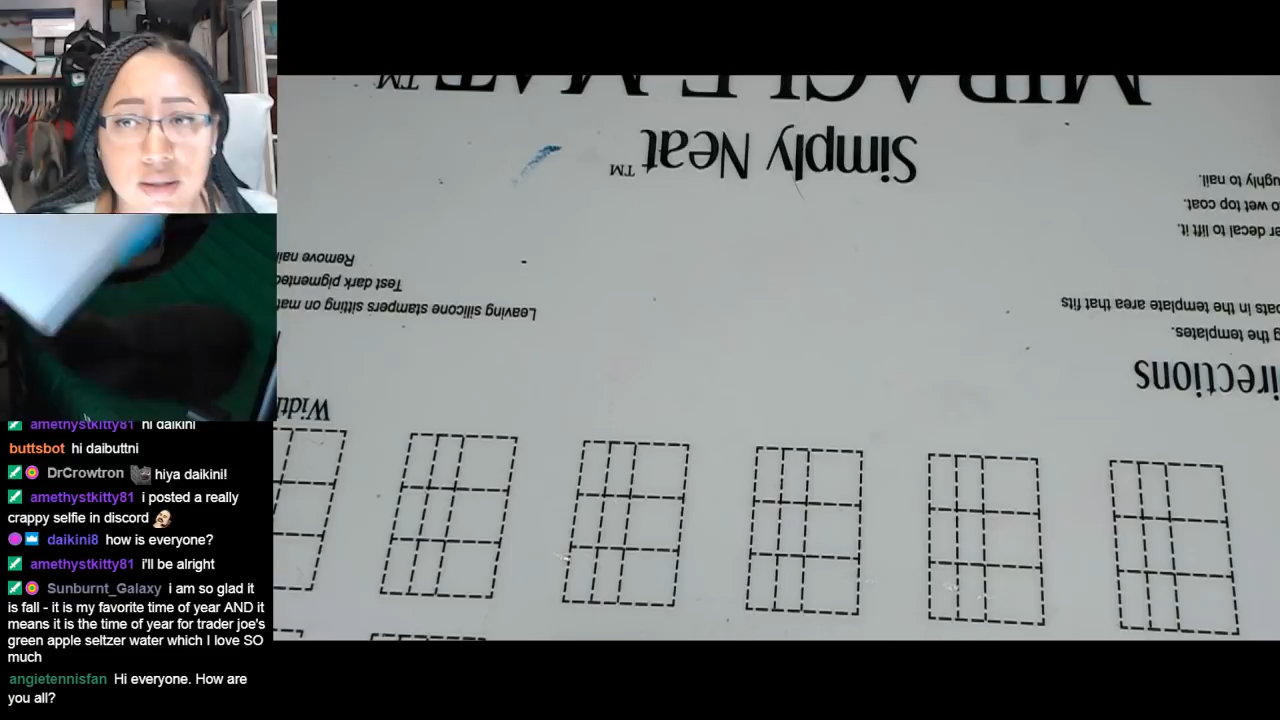 MIRACLE MAT™
Simply Neat™
ughly to nail.
o wet top coat.
ar decal to lift it.
Remove nail
Test dark pigmented
Leaving silicone stampers sitting on mat
oats in the template area that fits
g the templates.
irections
Width
amethystkitty81 hi daikini
buttsbot hi daibuttni
DrCrowtron hiya daikini!
amethystkitty81 i posted a really
crappy selfie in discord
daikini8 how is everyone?
amethystkitty81 i'll be alright
Sunburnt_Galaxy i am so glad it
is fall - it is my favorite time of year AND it
means it is the time of year for trader joe's
green apple seltzer water which I love SO
much
angietennisfan Hi everyone. How are
you all?